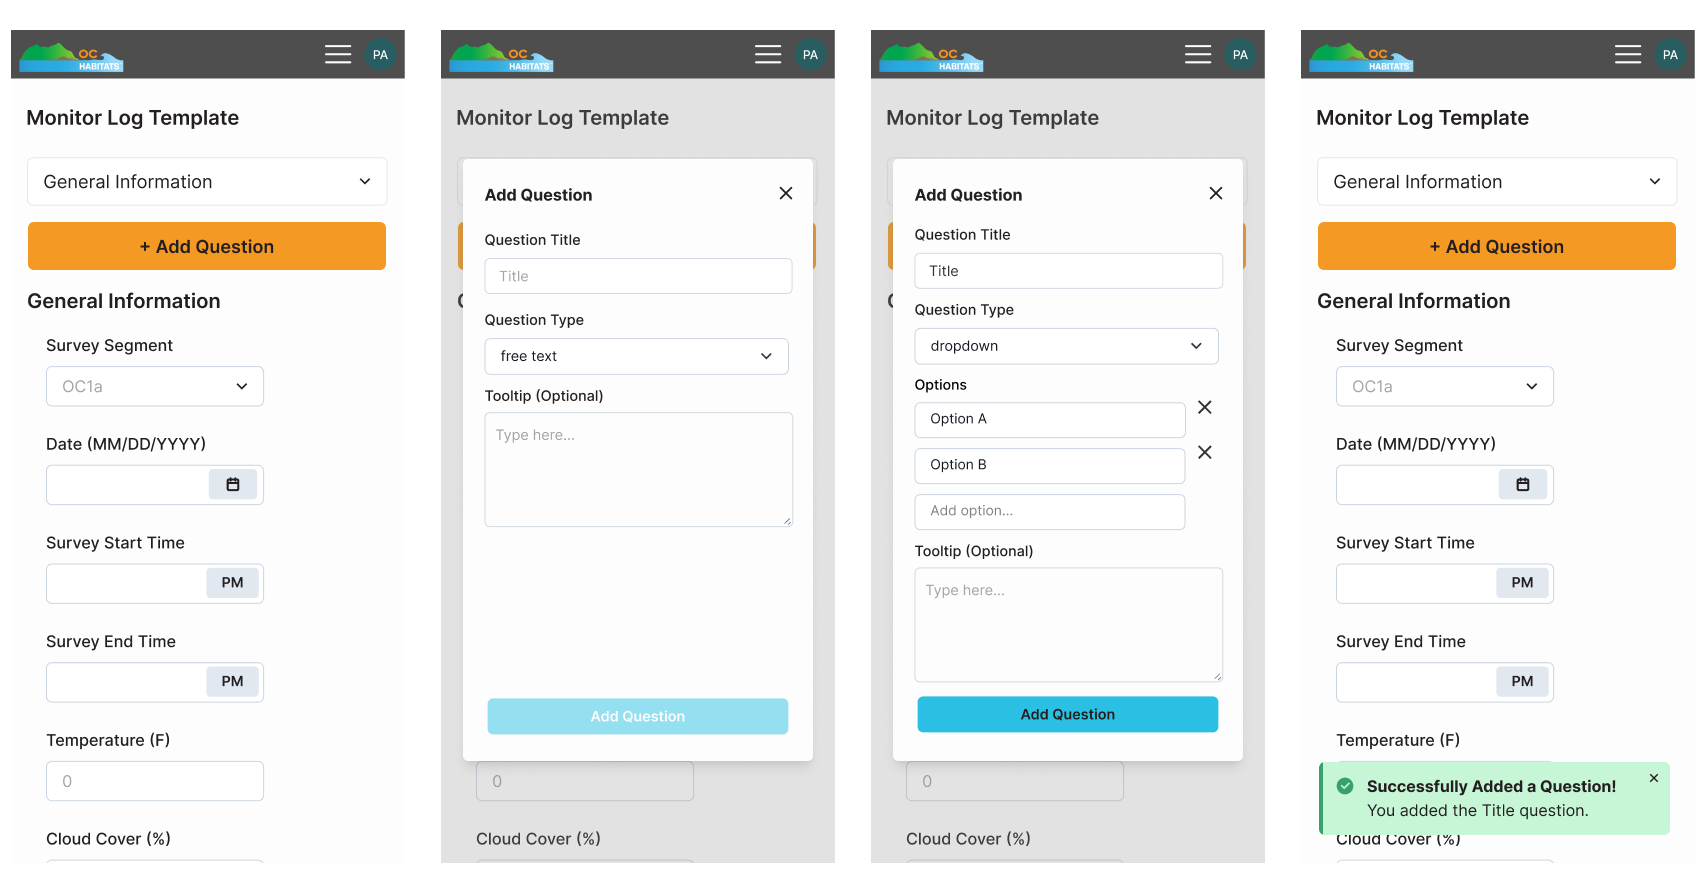 OC
HABITATS
PA
Monitor Log Template
General Information
+ Add Question
General Information
Survey Segment
OC1a
Date (MM/DD/YYYY)
Survey Start Time
PM
Survey End Time
PM
Temperature (F)
0
Cloud Cover (%)
OC
HABITATS
PA
Monitor Log Template
Add Question
Question Title
Title
Question Type
free text
Tooltip (Optional)
Type here...
Add Question
0
Cloud Cover (%)
OC
HABITATS
PA
Monitor Log Template
Add Question
Question Title
Title
Question Type
dropdown
Options
Option A
Option B
Add option...
Tooltip (Optional)
Type here...
Add Question
0
Cloud Cover (%)
OC
HABITATS
PA
Monitor Log Template
General Information
+ Add Question
General Information
Survey Segment
OC1a
Date (MM/DD/YYYY)
Survey Start Time
PM
Survey End Time
PM
Temperature (F)
Successfully Added a Question!
You added the Title question.
Cloud Cover (%)